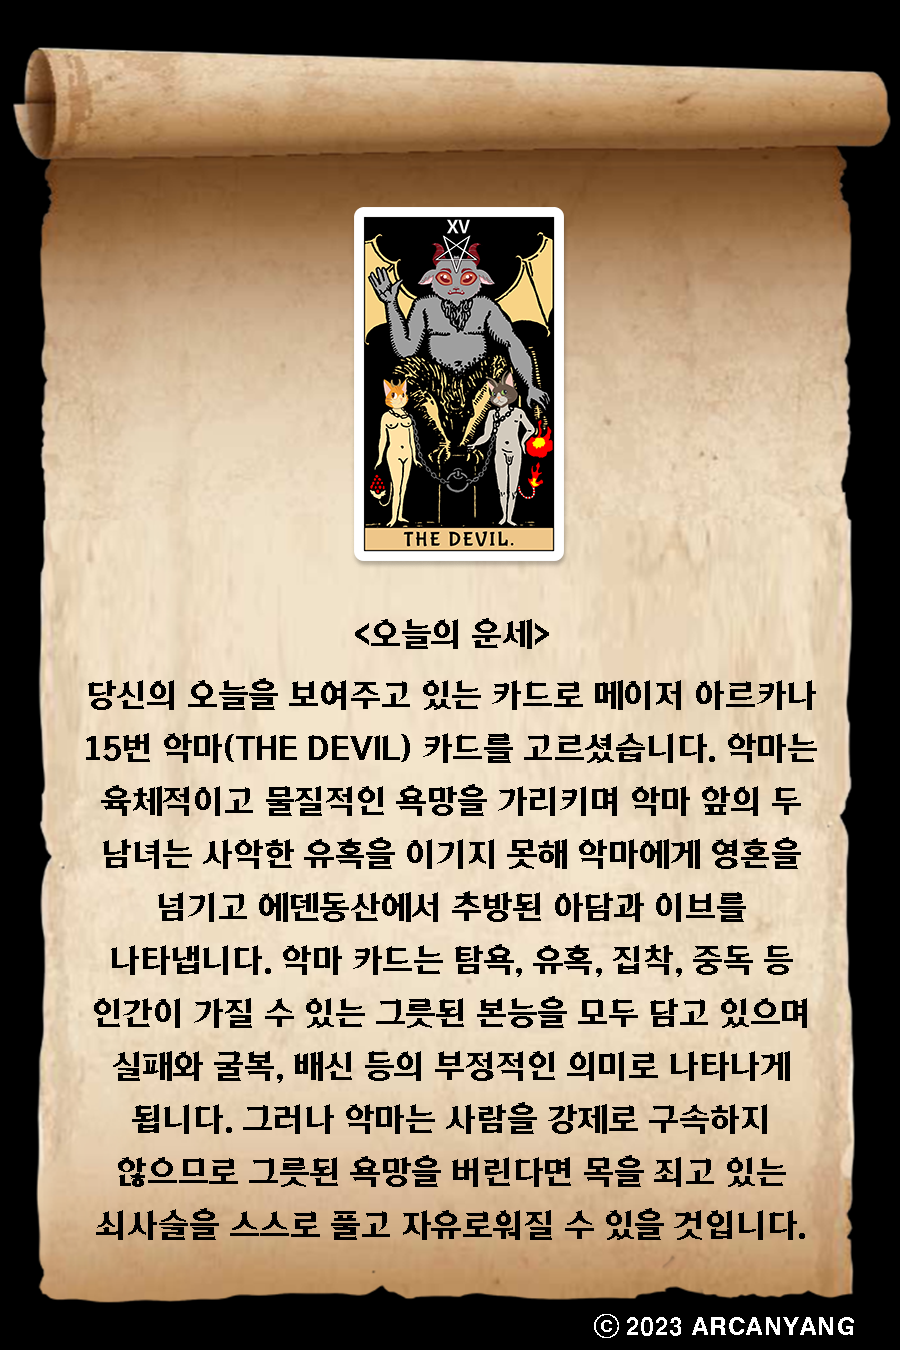 XV
THE DEVIL.
<오늘의 운세>
당신의 오늘을 보여주고 있는 카드로 메이저 아르카나
15번 악마(THE DEVIL) 카드를 고르셨습니다. 악마는
육체적이고 물질적인 욕망을 가리키며 악마 앞의 두
남녀는 사악한 유혹을 이기지 못해 악마에게 영혼을
넘기고 에덴동산에서 추방된 아담과 이브를
나타냅니다. 악마 카드는 탐욕, 유혹, 집착, 중독 등
인간이 가질 수 있는 그릇된 본능을 모두 담고 있으며
실패와 굴복, 배신 등의 부정적인 의미로 나타나게
됩니다. 그러나 악마는 사람을 강제로 구속하지
않으므로 그릇된 욕망을 버린다면 목을 죄고 있는
쇠사슬을 스스로 풀고 자유로워질 수 있을 것입니다.
ⓒ 2023 ARCANYANG